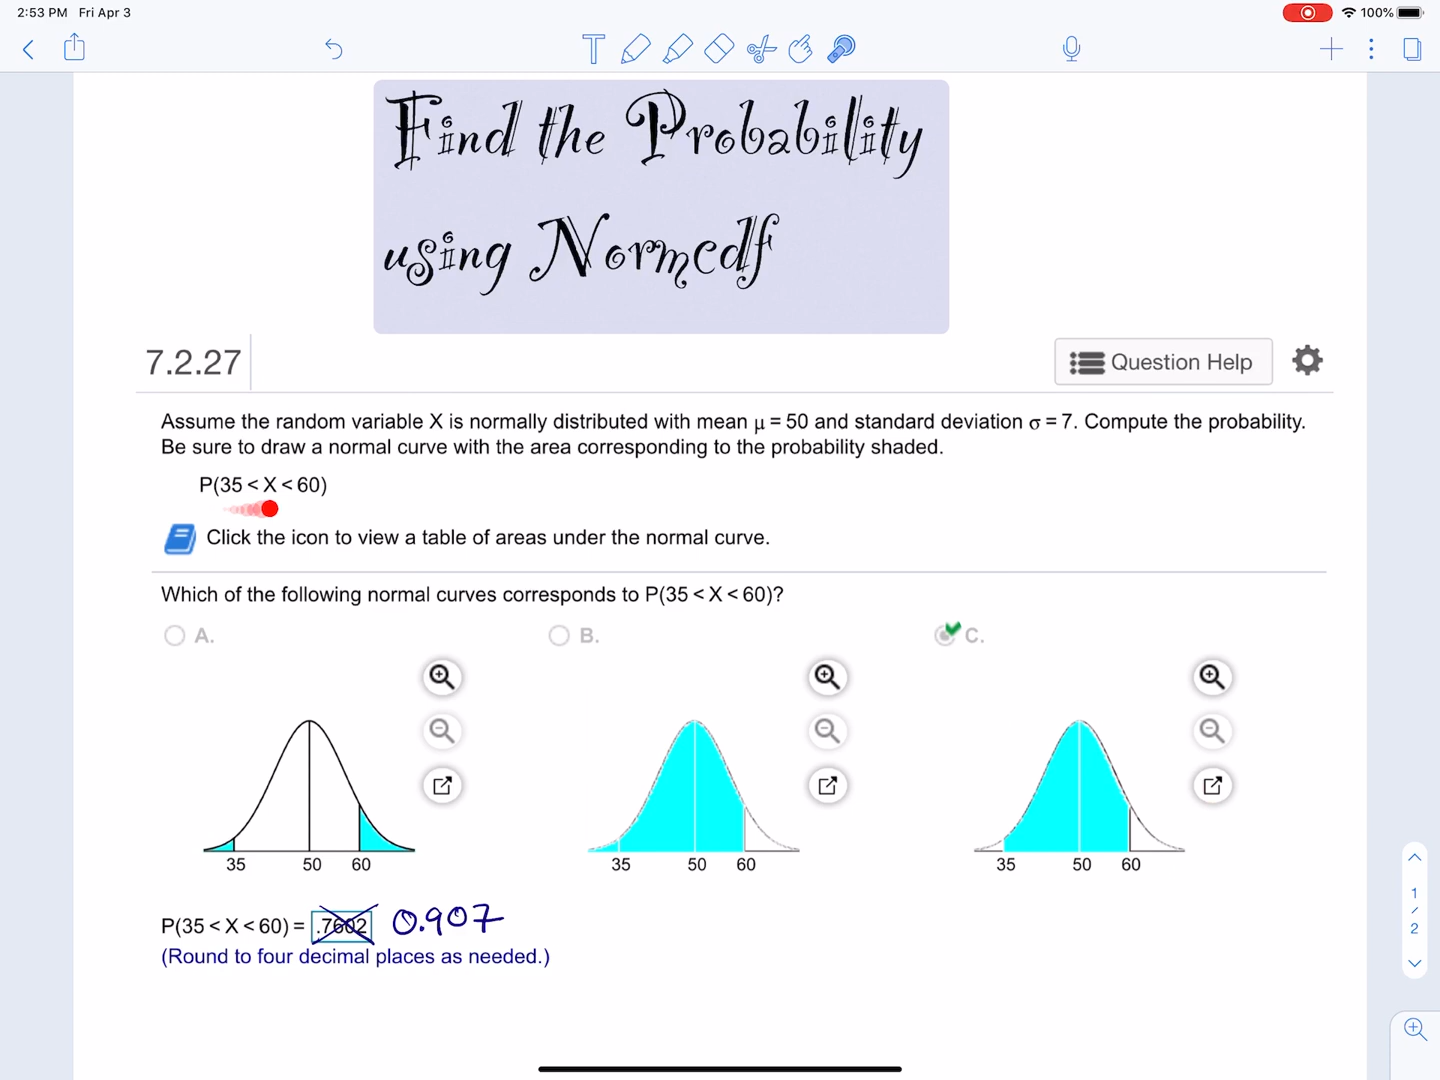 2:53 PM Fri Apr 3
100%
Find the Probability
using Normcdf
7.2.27
Question Help
Assume the random variable X is normally distributed with mean μ = 50 and standard deviation σ = 7. Compute the probability.
Be sure to draw a normal curve with the area corresponding to the probability shaded.
P(35 < X < 60)
Click the icon to view a table of areas under the normal curve.
Which of the following normal curves corresponds to P(35 < X < 60)?
A.
B.
C.
35 50 60
35 50 60
35 50 60
P(35 < X < 60) = .7602 0.907
(Round to four decimal places as needed.)
1
/
2